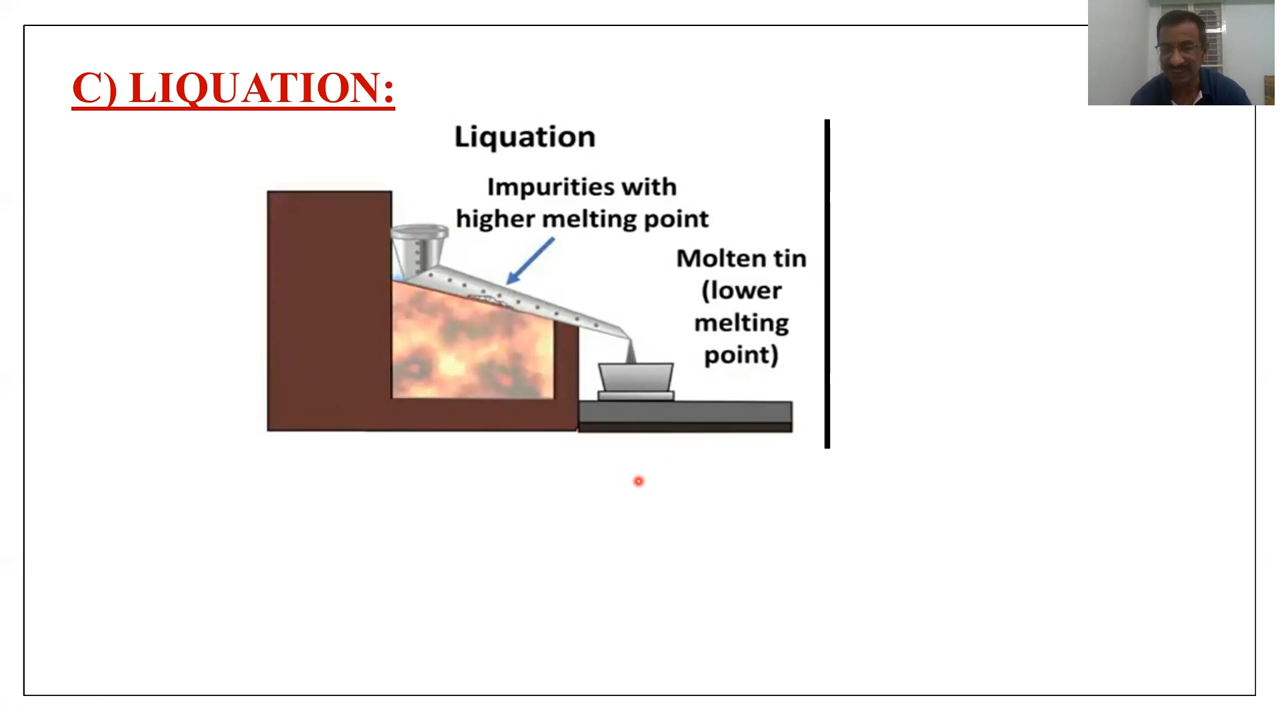 C) LIQUATION:
Liquation
Impurities with
higher melting point
Molten tin
(lower
melting
point)